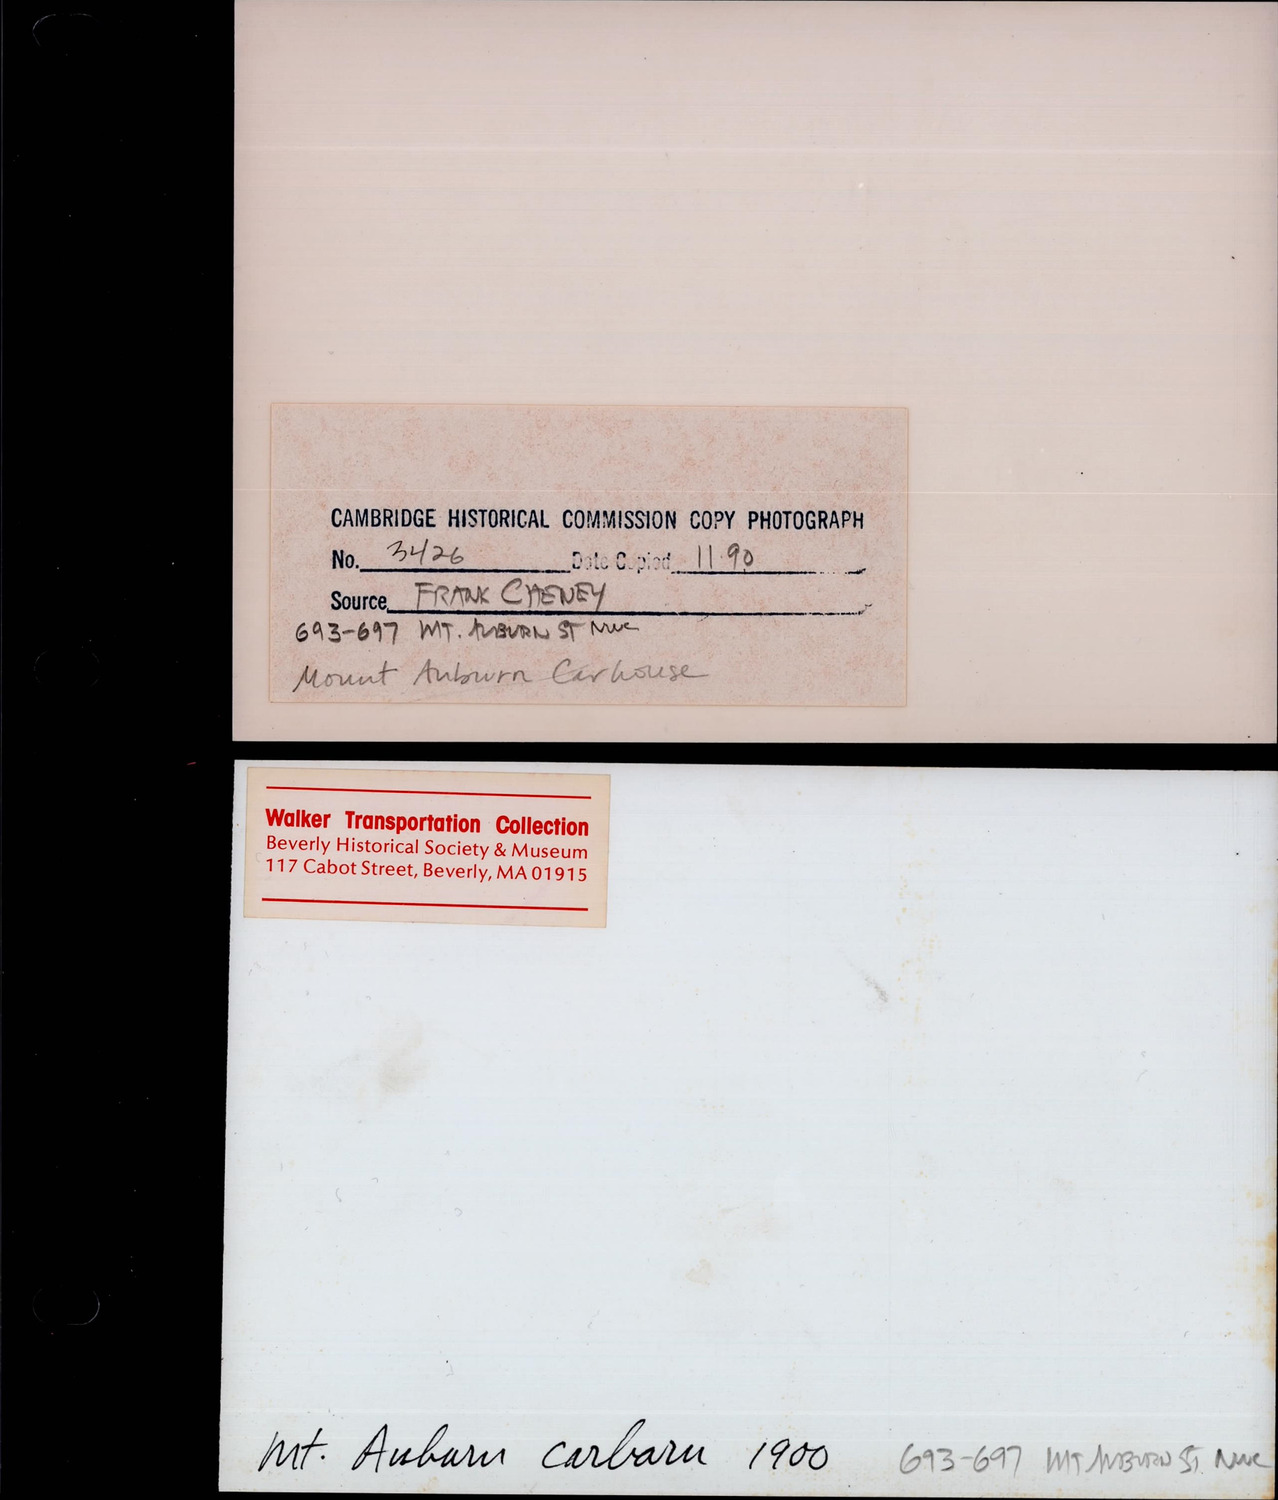 CAMBRIDGE HISTORICAL COMMISSION COPY PHOTOGRAPH
No. 3426 Date Copied 11-90
Source FRANK CHENEY
693-697 MT. AUBURN ST NWC
Mount Auburn Carhouse
Walker Transportation Collection
Beverly Historical Society & Museum
117 Cabot Street, Beverly, MA 01915
Mt. Auburn carbarn 1900 693-697 MT AUBURN ST. NWC